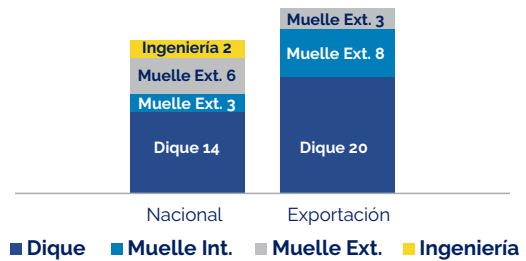 Muelle Ext. 3
Ingeniería 2
Muelle Ext. 8
Muelle Ext. 6
Muelle Ext. 3
Dique 14
Dique 20
Nacional
Exportación
Dique
Muelle Int.
Muelle Ext.
Ingeniería